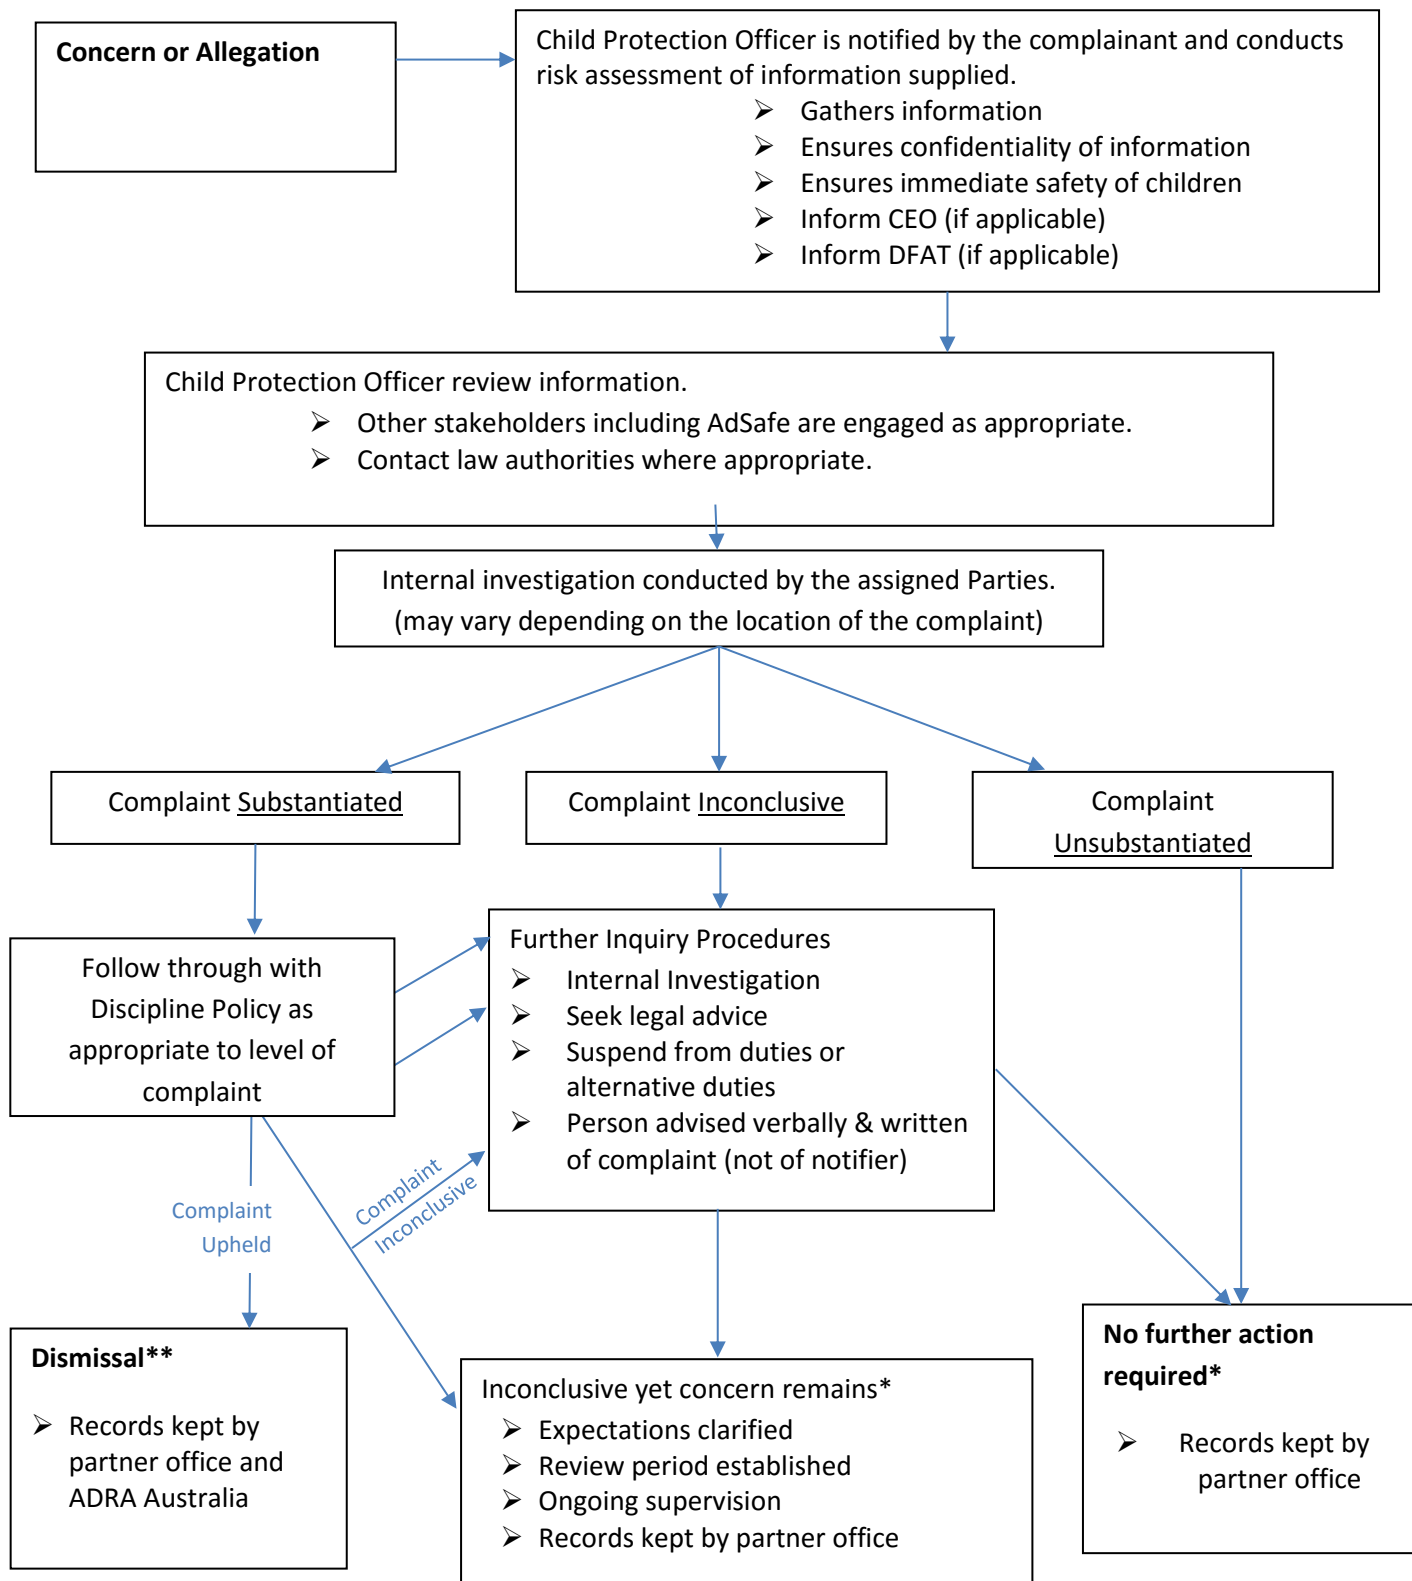 Concern or Allegation
Child Protection Officer is notified by the complainant and conducts
risk assessment of information supplied.
➢ Gathers information
➢ Ensures confidentiality of information
➢ Ensures immediate safety of children
➢ Inform CEO (if applicable)
➢ Inform DFAT (if applicable)
Child Protection Officer review information.
➢ Other stakeholders including AdSafe are engaged as appropriate.
➢ Contact law authorities where appropriate.
Internal investigation conducted by the assigned Parties.
(may vary depending on the location of the complaint)
Complaint Substantiated
Complaint Inconclusive
Complaint
Unsubstantiated
Follow through with
Discipline Policy as
appropriate to level of
complaint
Further Inquiry Procedures
➢ Internal Investigation
➢ Seek legal advice
➢ Suspend from duties or
alternative duties
➢ Person advised verbally & written
of complaint (not of notifier)
Complaint
Upheld
Complaint
Inconclusive
Dismissal**
➢ Records kept by
partner office and
ADRA Australia
Inconclusive yet concern remains*
➢ Expectations clarified
➢ Review period established
➢ Ongoing supervision
➢ Records kept by partner office
No further action
required*
➢ Records kept by
partner office